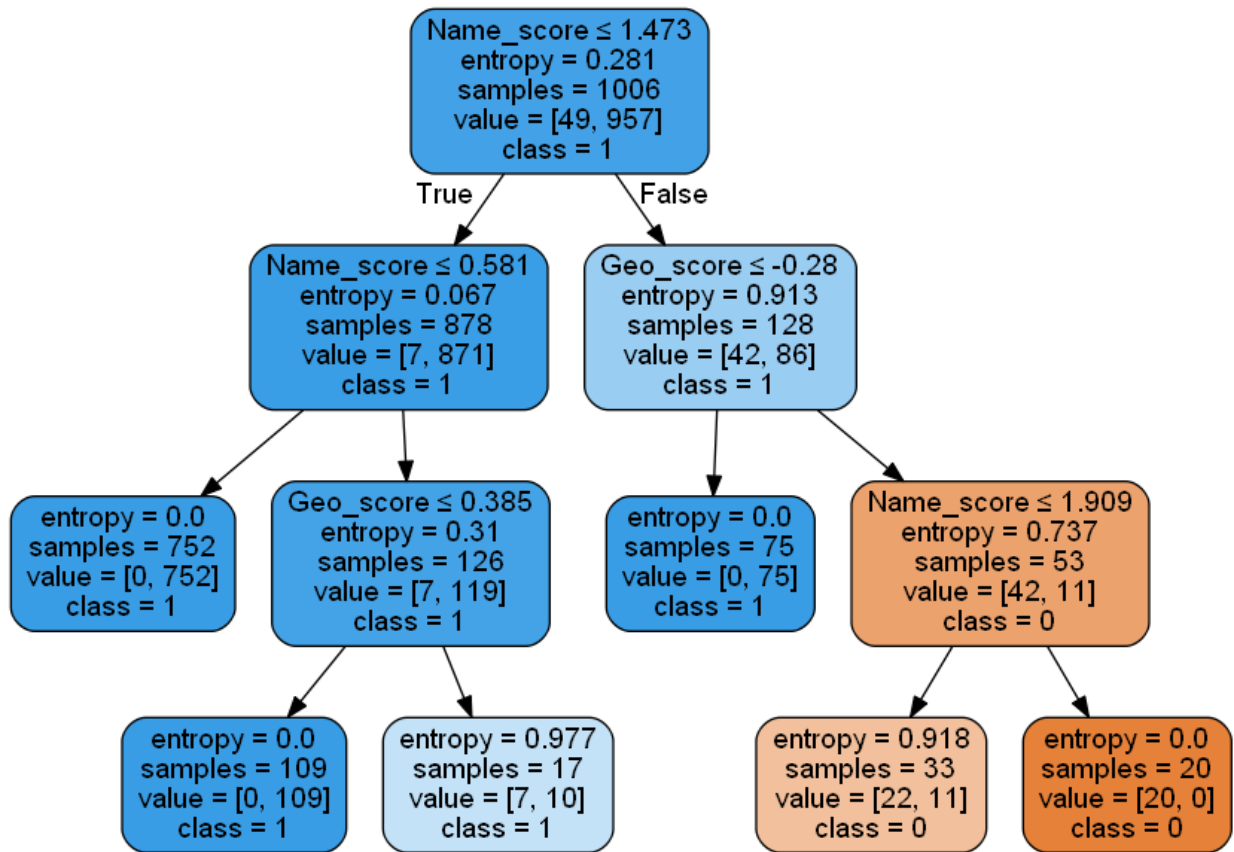 Name_score ≤ 1.473
entropy = 0.281
samples = 1006
value = [49, 957]
class = 1
True
False
Name_score ≤ 0.581
entropy = 0.067
samples = 878
value = [7, 871]
class = 1
Geo_score ≤ -0.28
entropy = 0.913
samples = 128
value = [42, 86]
class = 1
entropy = 0.0
samples = 752
value = [0, 752]
class = 1
Geo_score ≤ 0.385
entropy = 0.31
samples = 126
value = [7, 119]
class = 1
entropy = 0.0
samples = 75
value = [0, 75]
class = 1
Name_score ≤ 1.909
entropy = 0.737
samples = 53
value = [42, 11]
class = 0
entropy = 0.0
samples = 109
value = [0, 109]
class = 1
entropy = 0.977
samples = 17
value = [7, 10]
class = 1
entropy = 0.918
samples = 33
value = [22, 11]
class = 0
entropy = 0.0
samples = 20
value = [20, 0]
class = 0